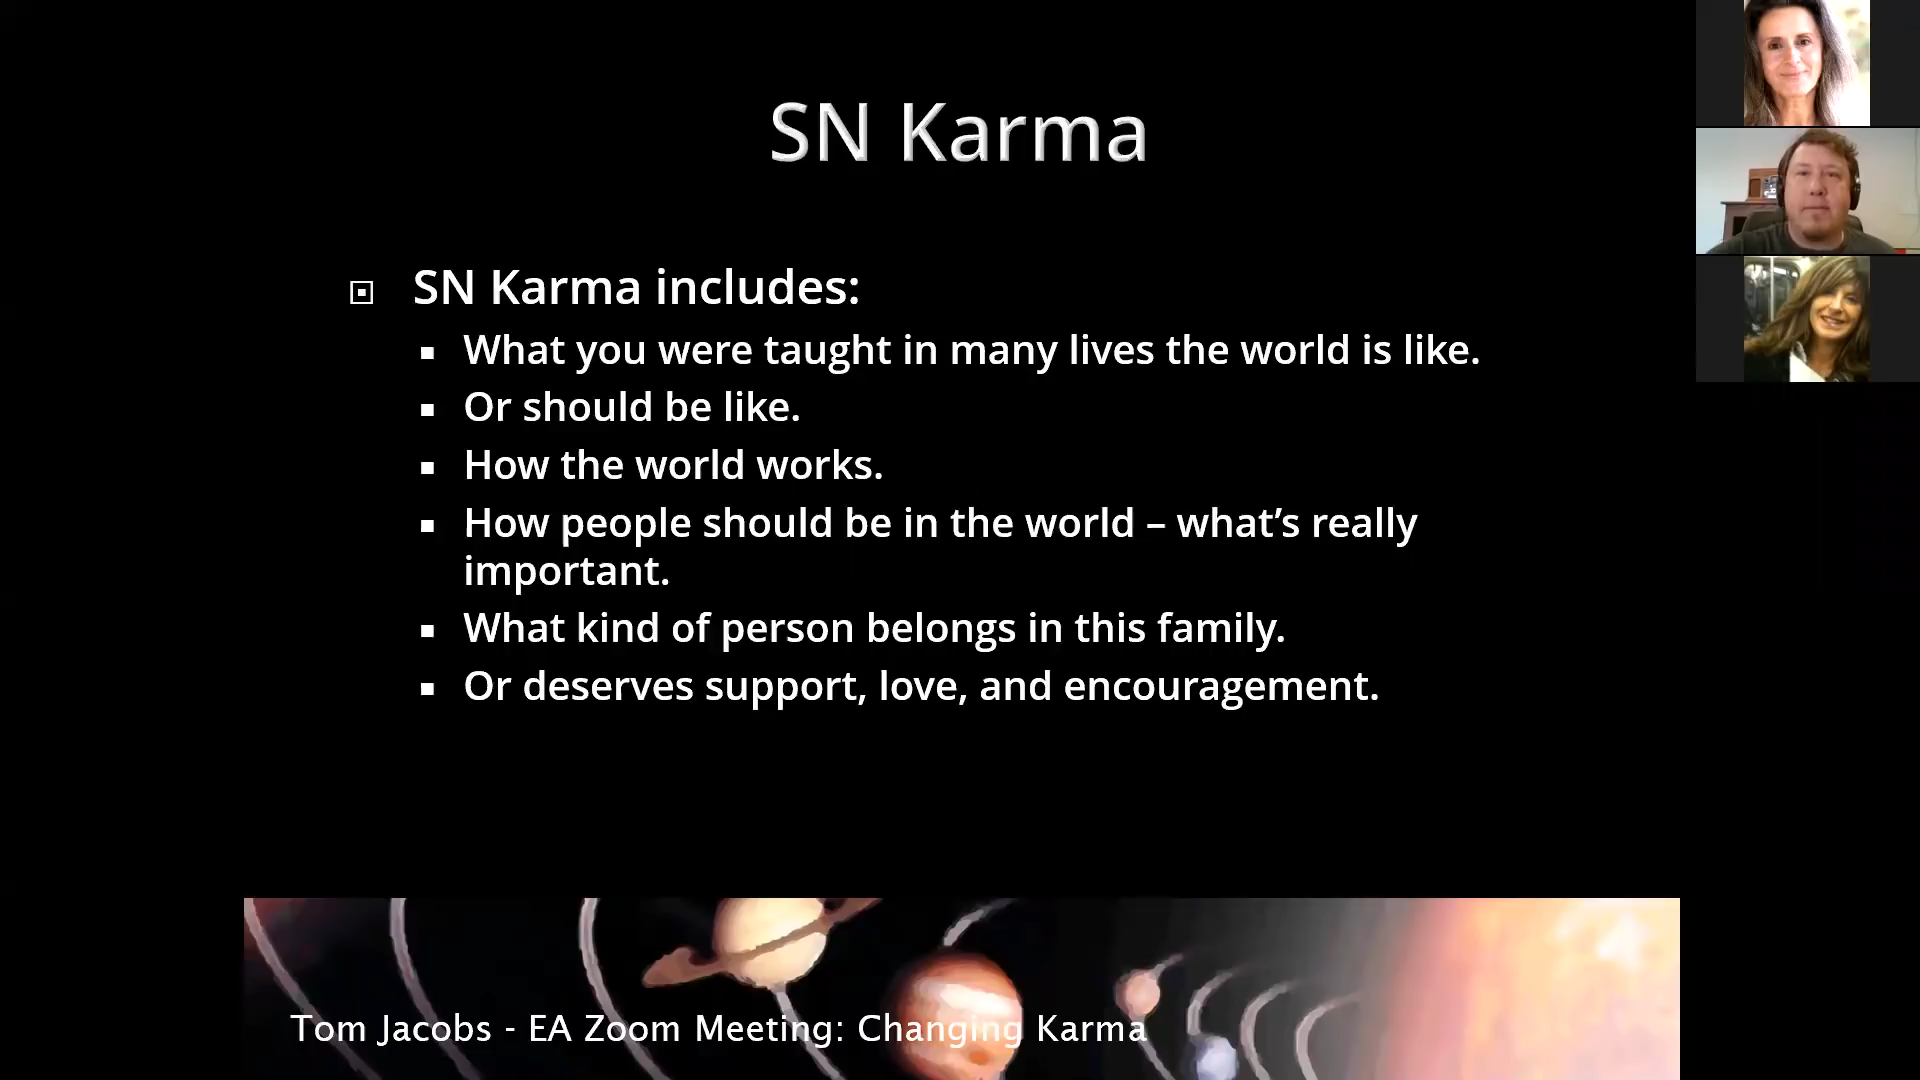 SN Karma
SN Karma includes:
What you were taught in many lives the world is like.
Or should be like.
How the world works.
How people should be in the world – what’s really
important.
What kind of person belongs in this family.
Or deserves support, love, and encouragement.
Tom Jacobs - EA Zoom Meeting: Changing Karma